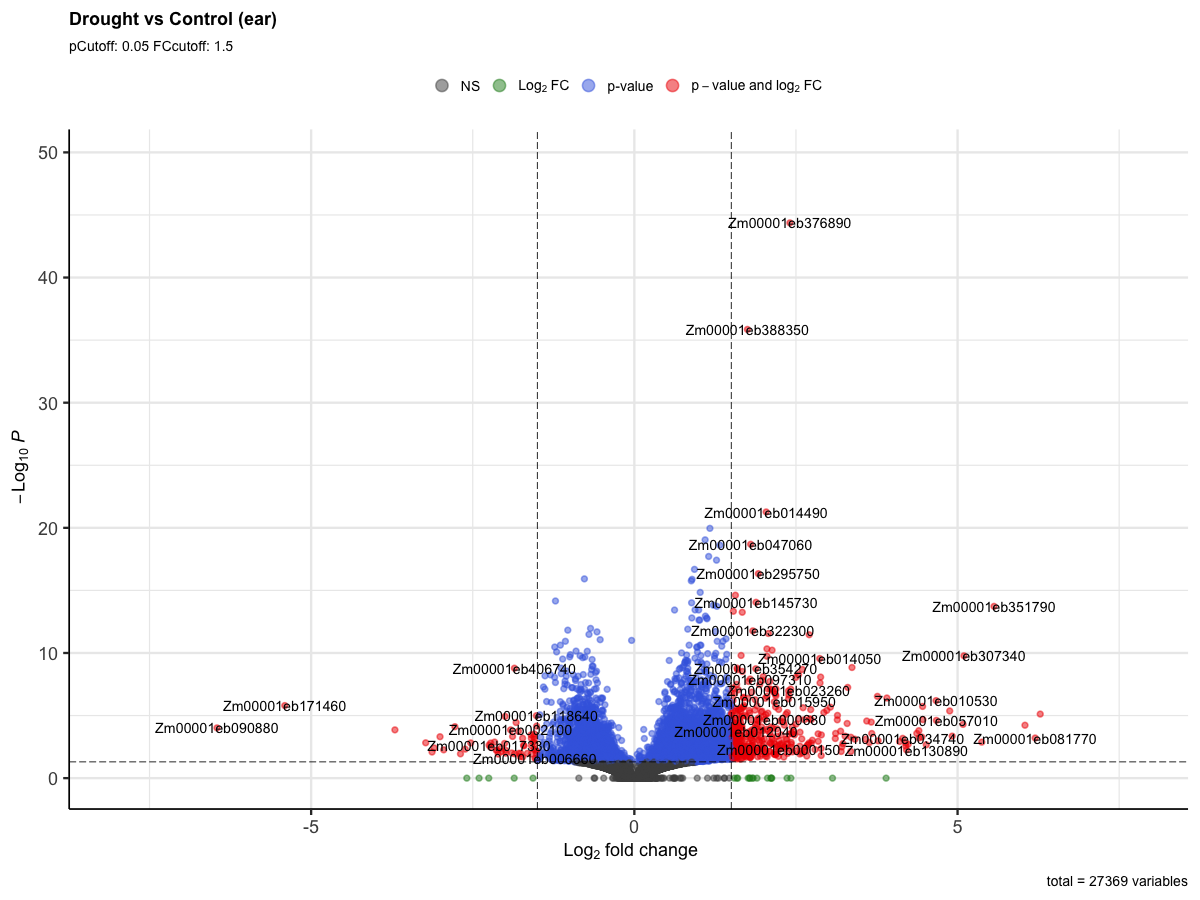 Drought vs Control (ear)
pCutoff: 0.05 FCcutoff: 1.5
NS Log₂ FC p-value p – value and log₂ FC
50
40
30
20
10
0
– Log₁₀ P
Zm00001eb376890
Zm00001eb388350
Zm00001eb014490
Zm00001eb047060
Zm00001eb295750
Zm00001eb145730
Zm00001eb351790
Zm00001eb322300
Zm00001eb014050
Zm00001eb307340
Zm00001eb406740
Zm00001eb354270
Zm00001eb097310
Zm00001eb023260
Zm00001eb015950
Zm00001eb010530
Zm00001eb171460
Zm00001eb118640
Zm00001eb000680
Zm00001eb057010
Zm00001eb090880
Zm00001eb002100
Zm00001eb012040
Zm00001eb034740
Zm00001eb081770
Zm00001eb017330
Zm00001eb000150
Zm00001eb130890
Zm00001eb006660
-5 0 5
Log₂ fold change
total = 27369 variables